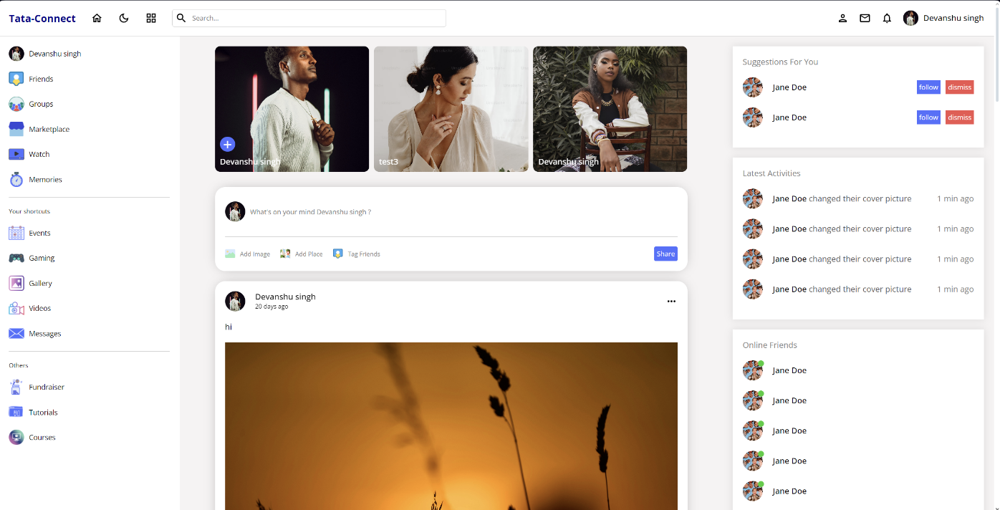 Tata-Connect
Search...
Devanshu singh
Devanshu singh
Friends
Groups
Marketplace
Watch
Memories
Your shortcuts
Events
Gaming
Gallery
Videos
Messages
Others
Fundraiser
Tutorials
Courses
Devanshu singh
test3
Devanshu singh
What's on your mind Devanshu singh ?
Add Image
Add Place
Tag Friends
Share
Devanshu singh
20 days ago
hi
Suggestions For You
Jane Doe follow dismiss
Jane Doe follow dismiss
Latest Activities
Jane Doe changed their cover picture 1 min ago
Jane Doe changed their cover picture 1 min ago
Jane Doe changed their cover picture 1 min ago
Jane Doe changed their cover picture 1 min ago
Online Friends
Jane Doe
Jane Doe
Jane Doe
Jane Doe
Jane Doe